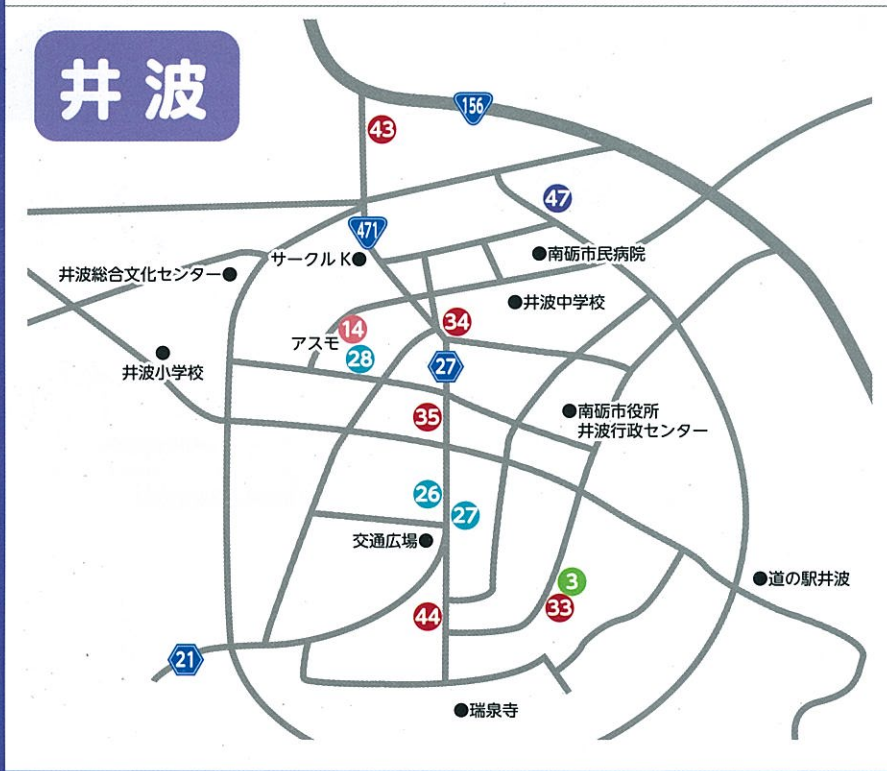 井波
156
43
47
471
サークルK
南砺市民病院
井波総合文化センター
井波中学校
14
34
アスモ
28
井波小学校
27
35
南砺市役所
井波行政センター
26
27
交通広場
3
道の駅井波
33
44
21
瑞泉寺